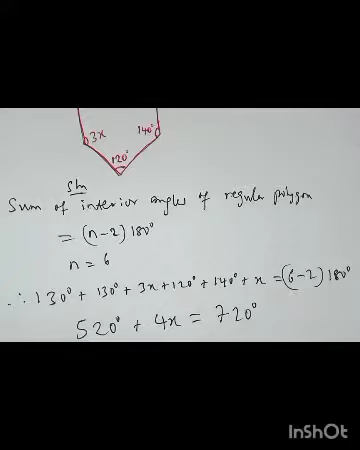 3x
140°
120°
Sln
Sum of interior angles of regular polygon
= (n-2) 180°
n = 6
∴ 130° + 130° + 3x + 120° + 140° + x = (6-2) 180°
520° + 4x = 720°
InShOt